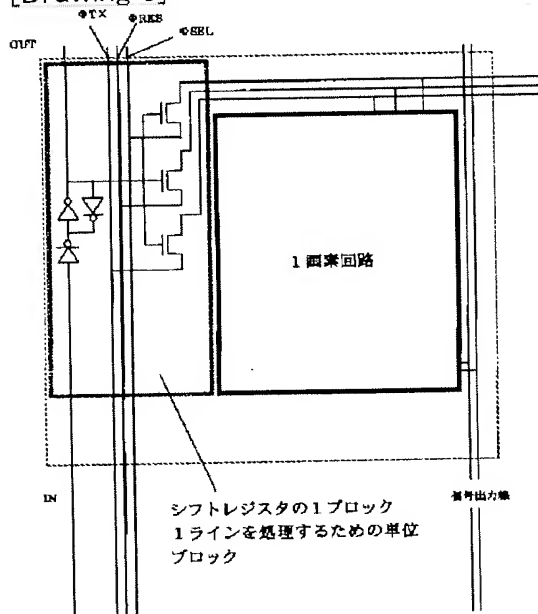 [Drawing 3]
ΦTX
ΦRES
ΦSEL
OUT
1画素回路
IN
シフトレジスタの1ブロック
1ラインを処理するための単位
ブロック
信号出力線